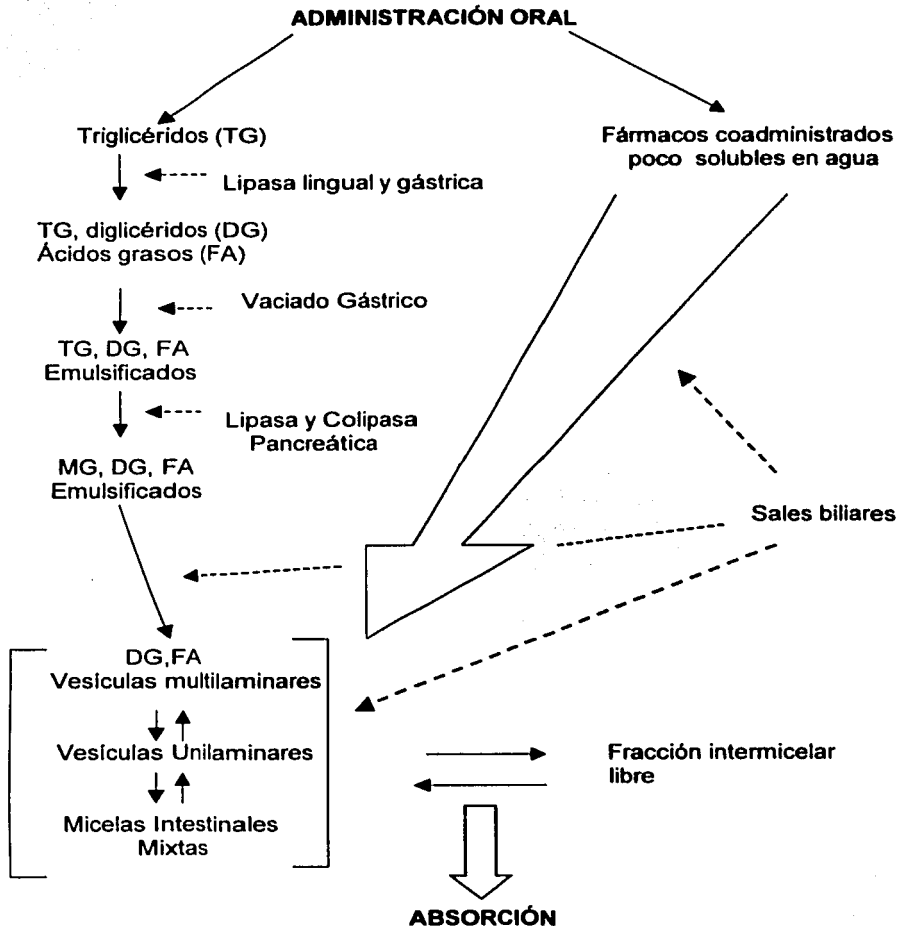 ADMINISTRACIÓN ORAL
Triglicéridos (TG)
Fármacos coadministrados
poco solubles en agua
Lipasa lingual y gástrica
TG, diglicéridos (DG)
Ácidos grasos (FA)
Vaciado Gástrico
TG, DG, FA
Emulsificados
Lipasa y Colipasa
Pancreática
MG, DG, FA
Emulsificados
Sales biliares
DG,FA
Vesículas multilaminares
Vesículas Unilaminares
Micelas Intestinales
Mixtas
Fracción intermicelar
libre
ABSORCIÓN